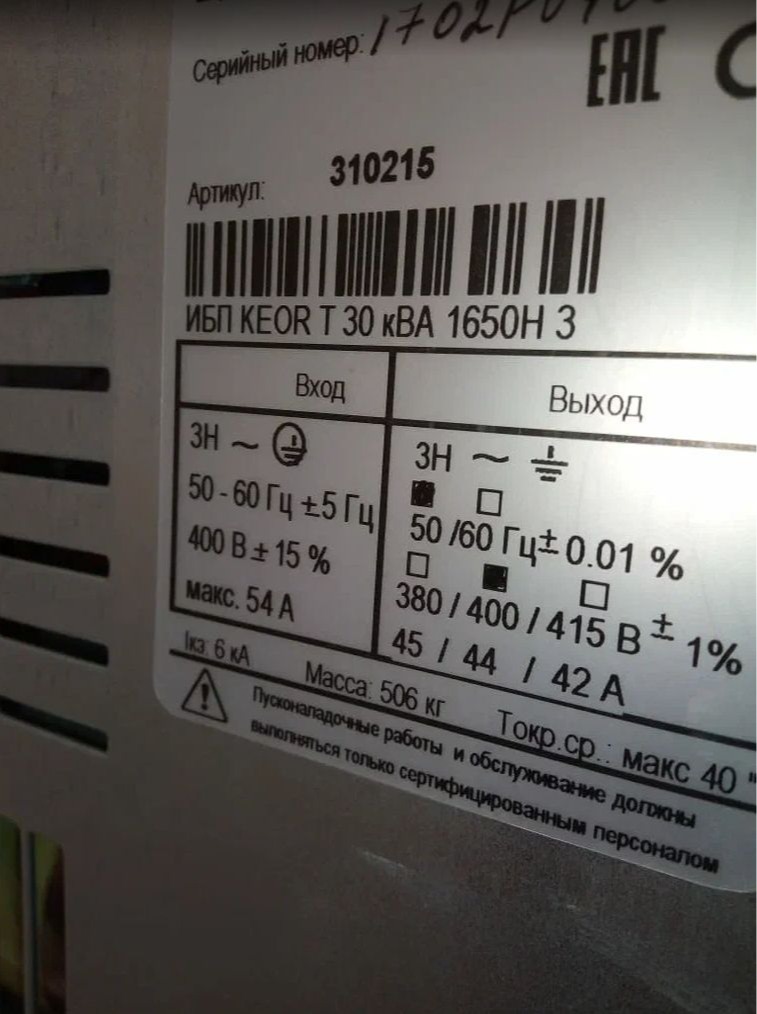 Серийный номер:
ЕАС
Артикул: 310215
ИБП KEOR T 30 кВА 1650Н 3
Вход
Выход
3Н ~
50 - 60 Гц ±5 Гц
400 В ± 15 %
макс. 54 А
3Н ~
50 /60 Гц± 0.01 %
380 / 400 / 415 В ± 1%
45 / 44 / 42 А
Iкз: 6 кА
Масса: 506 кг
Токр.ср.: макс 40 °
Пусконаладочные работы и обслуживание должны
выполняться только сертифицированным персоналом